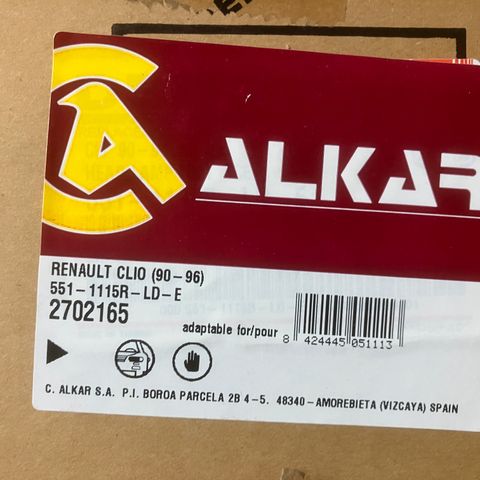 ALKAR
RENAULT CLIO (90-96)
551-1115R-LD-E
2702165
adaptable for/pour
8 424445 051113
C. ALKAR S.A. P.I. BOROA PARCELA 2B 4-5. 48340-AMOREBIETA (VIZCAYA) SPAIN